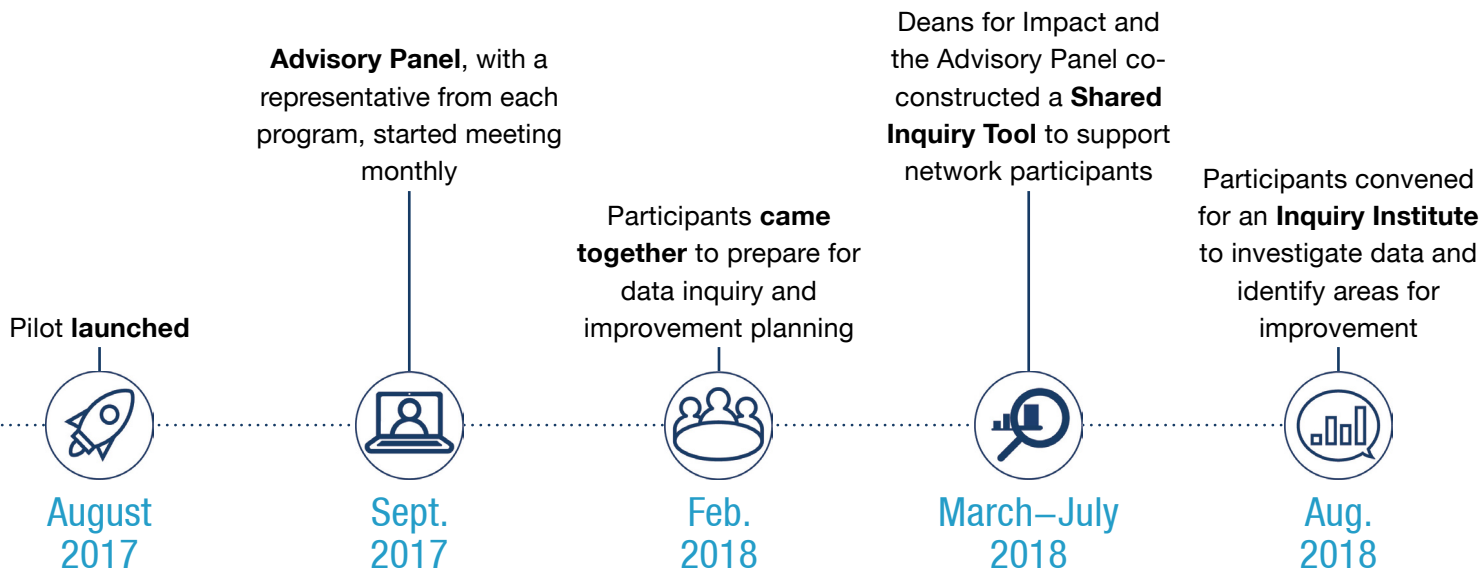 Pilot launched
August
2017
Advisory Panel, with a
representative from each
program, started meeting
monthly
Sept.
2017
Participants came
together to prepare for
data inquiry and
improvement planning
Feb.
2018
Deans for Impact and
the Advisory Panel co-
constructed a Shared
Inquiry Tool to support
network participants
March–July
2018
Participants convened
for an Inquiry Institute
to investigate data and
identify areas for
improvement
Aug.
2018